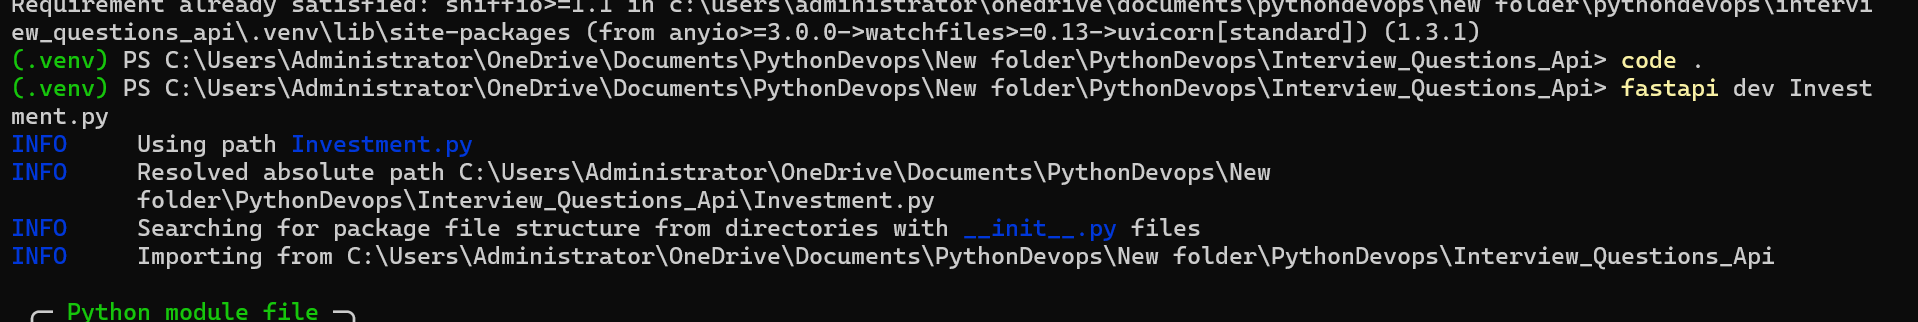 Requirement already satisfied: sniffio>=1.1 in c:\users\administrator\onedrive\documents\pythondevops\new folder\pythondevops\intervi
ew_questions_api\.venv\lib\site-packages (from anyio>=3.0.0->watchfiles>=0.13->uvicorn[standard]) (1.3.1)
(.venv) PS C:\Users\Administrator\OneDrive\Documents\PythonDevops\New folder\PythonDevops\Interview_Questions_Api> code .
(.venv) PS C:\Users\Administrator\OneDrive\Documents\PythonDevops\New folder\PythonDevops\Interview_Questions_Api> fastapi dev Invest
ment.py
INFO Using path Investment.py
INFO Resolved absolute path C:\Users\Administrator\OneDrive\Documents\PythonDevops\New
folder\PythonDevops\Interview_Questions_Api\Investment.py
INFO Searching for package file structure from directories with __init__.py files
INFO Importing from C:\Users\Administrator\OneDrive\Documents\PythonDevops\New folder\PythonDevops\Interview_Questions_Api
Python module file